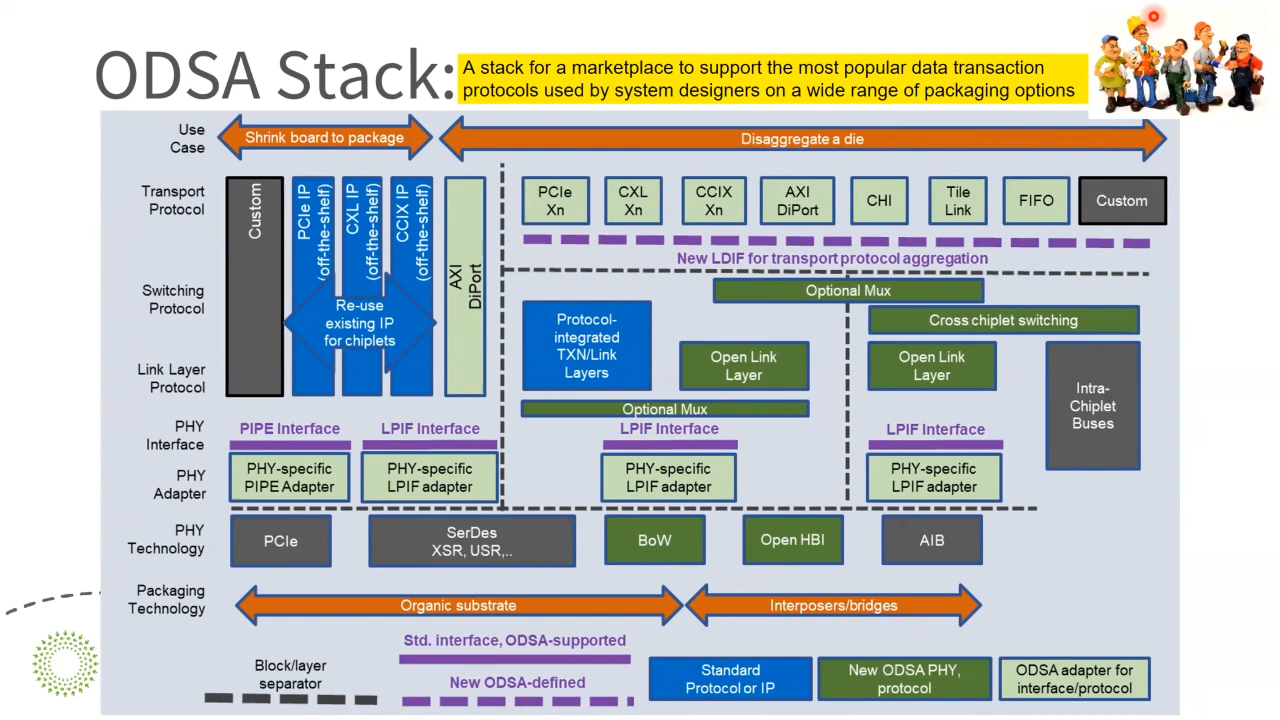 ODSA Stack:
A stack for a marketplace to support the most popular data transaction
protocols used by system designers on a wide range of packaging options
Use
Case
Shrink board to package
Disaggregate a die
Transport
Protocol
Custom
PCIe IP
(off-the-shelf)
CXL IP
(off-the-shelf)
CCIX IP
(off-the-shelf)
AXI
DiPort
PCIe
Xn
CXL
Xn
CCIX
Xn
AXI
DiPort
CHI
Tile
Link
FIFO
Custom
New LDIF for transport protocol aggregation
Switching
Protocol
Re-use
existing IP
for chiplets
Optional Mux
Cross chiplet switching
Protocol-
integrated
TXN/Link
Layers
Open Link
Layer
Open Link
Layer
Intra-
Chiplet
Buses
Link Layer
Protocol
Optional Mux
PHY
Interface
PIPE Interface
LPIF Interface
LPIF Interface
LPIF Interface
PHY
Adapter
PHY-specific
PIPE Adapter
PHY-specific
LPIF adapter
PHY-specific
LPIF adapter
PHY-specific
LPIF adapter
PHY
Technology
PCIe
SerDes
XSR, USR,..
BoW
Open HBI
AIB
Packaging
Technology
Organic substrate
Interposers/bridges
Block/layer
separator
Std. interface, ODSA-supported
New ODSA-defined
Standard
Protocol or IP
New ODSA PHY,
protocol
ODSA adapter for
interface/protocol